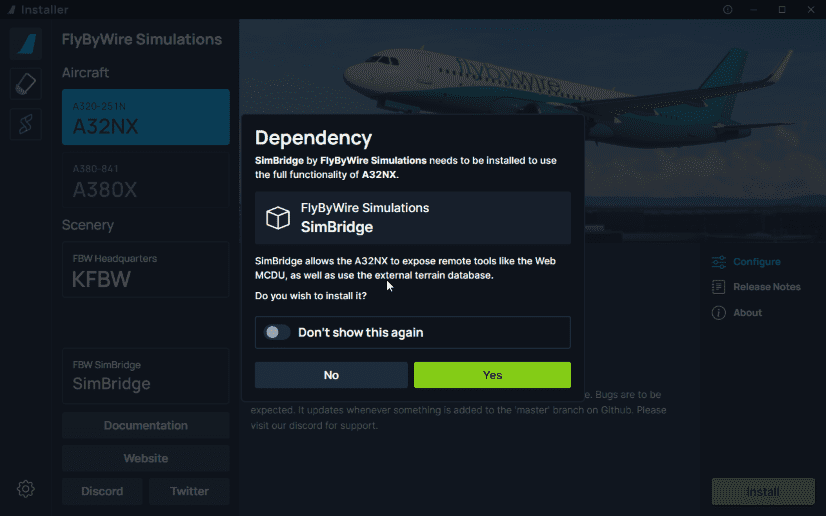 Installer
FlyByWire Simulations
Aircraft
A320-251N
A32NX
A380-841
A380X
Scenery
FBW Headquarters
KFBW
FBW SimBridge
SimBridge
Documentation
Website
Discord
Twitter
Dependency
SimBridge by FlyByWire Simulations needs to be installed to use
the full functionality of A32NX.
FlyByWire Simulations
SimBridge
SimBridge allows the A32NX to expose remote tools like the Web
MCDU, as well as use the external terrain database.
Do you wish to install it?
Don't show this again
No
Yes
Bugs are to be
expected. It updates whenever something is added to the 'master' branch on Github. Please
visit our discord for support.
Configure
Release Notes
About
Install